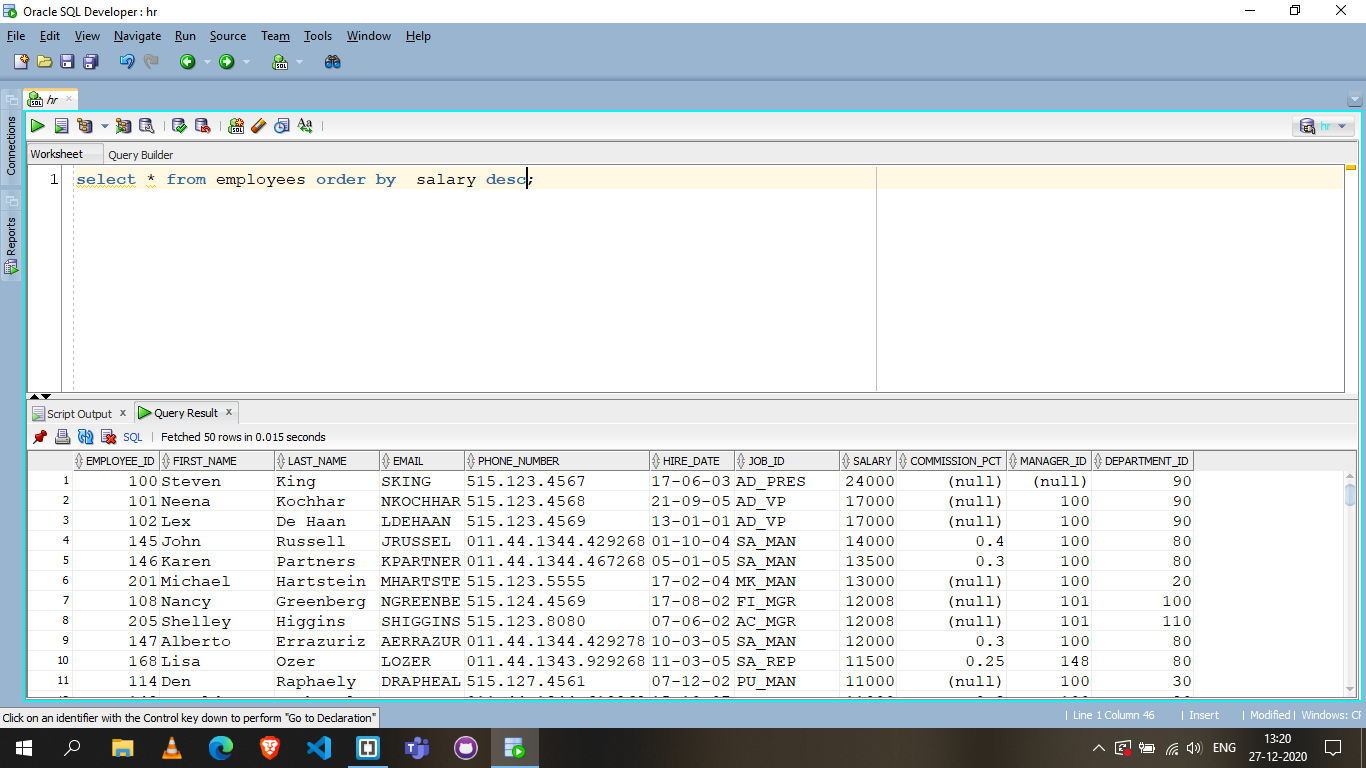 Oracle SQL Developer : hr
File Edit View Navigate Run Source Team Tools Window Help
hr
Connections
Reports
hr
Worksheet Query Builder
1 select * from employees order by  salary desc;
Script Output x Query Result x
SQL | Fetched 50 rows in 0.015 seconds
EMPLOYEE_ID FIRST_NAME LAST_NAME EMAIL PHONE_NUMBER HIRE_DATE JOB_ID SALARY COMMISSION_PCT MANAGER_ID DEPARTMENT_ID
1 100 Steven King SKING 515.123.4567 17-06-03 AD_PRES 24000 (null) (null) 90
2 101 Neena Kochhar NKOCHHAR 515.123.4568 21-09-05 AD_VP 17000 (null) 100 90
3 102 Lex De Haan LDEHAAN 515.123.4569 13-01-01 AD_VP 17000 (null) 100 90
4 145 John Russell JRUSSEL 011.44.1344.429268 01-10-04 SA_MAN 14000 0.4 100 80
5 146 Karen Partners KPARTNER 011.44.1344.467268 05-01-05 SA_MAN 13500 0.3 100 80
6 201 Michael Hartstein MHARTSTE 515.123.5555 17-02-04 MK_MAN 13000 (null) 100 20
7 108 Nancy Greenberg NGREENBE 515.124.4569 17-08-02 FI_MGR 12008 (null) 101 100
8 205 Shelley Higgins SHIGGINS 515.123.8080 07-06-02 AC_MGR 12008 (null) 101 110
9 147 Alberto Errazuriz AERRAZUR 011.44.1344.429278 10-03-05 SA_MAN 12000 0.3 100 80
10 168 Lisa Ozer LOZER 011.44.1343.929268 11-03-05 SA_REP 11500 0.25 148 80
11 114 Den Raphaely DRAPHEAL 515.127.4561 07-12-02 PU_MAN 11000 (null) 100 30
Click on an identifier with the Control key down to perform "Go to Declaration"
| Line 1 Column 46 | Insert | Modified | Windows: CF
ENG
13:20
27-12-2020